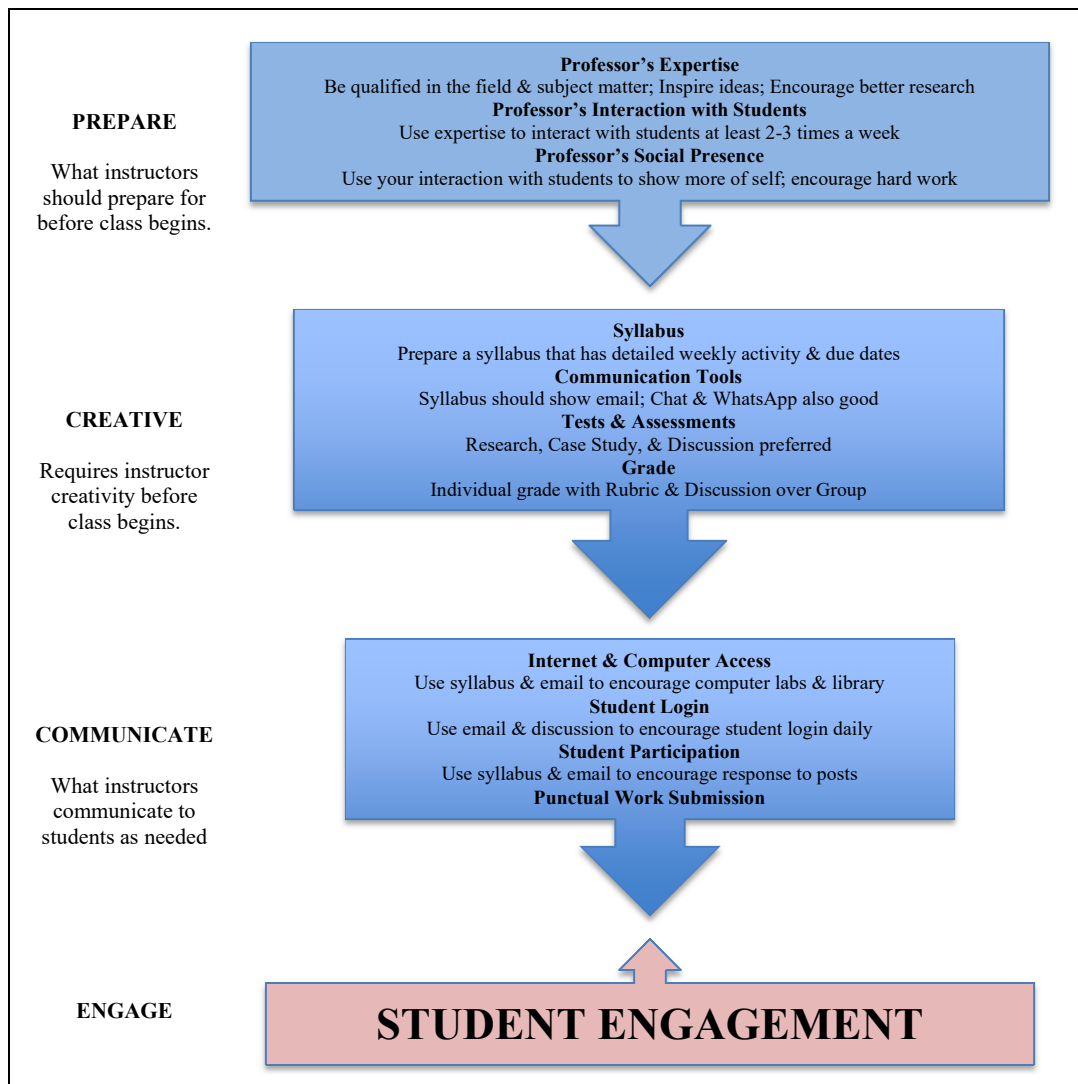 PREPARE
What instructors
should prepare for
before class begins.
Professor’s Expertise
Be qualified in the field & subject matter; Inspire ideas; Encourage better research
Professor’s Interaction with Students
Use expertise to interact with students at least 2-3 times a week
Professor’s Social Presence
Use your interaction with students to show more of self; encourage hard work
CREATIVE
Requires instructor
creativity before
class begins.
Syllabus
Prepare a syllabus that has detailed weekly activity & due dates
Communication Tools
Syllabus should show email; Chat & WhatsApp also good
Tests & Assessments
Research, Case Study, & Discussion preferred
Grade
Individual grade with Rubric & Discussion over Group
COMMUNICATE
What instructors
communicate to
students as needed
Internet & Computer Access
Use syllabus & email to encourage computer labs & library
Student Login
Use email & discussion to encourage student login daily
Student Participation
Use syllabus & email to encourage response to posts
Punctual Work Submission
ENGAGE
STUDENT ENGAGEMENT